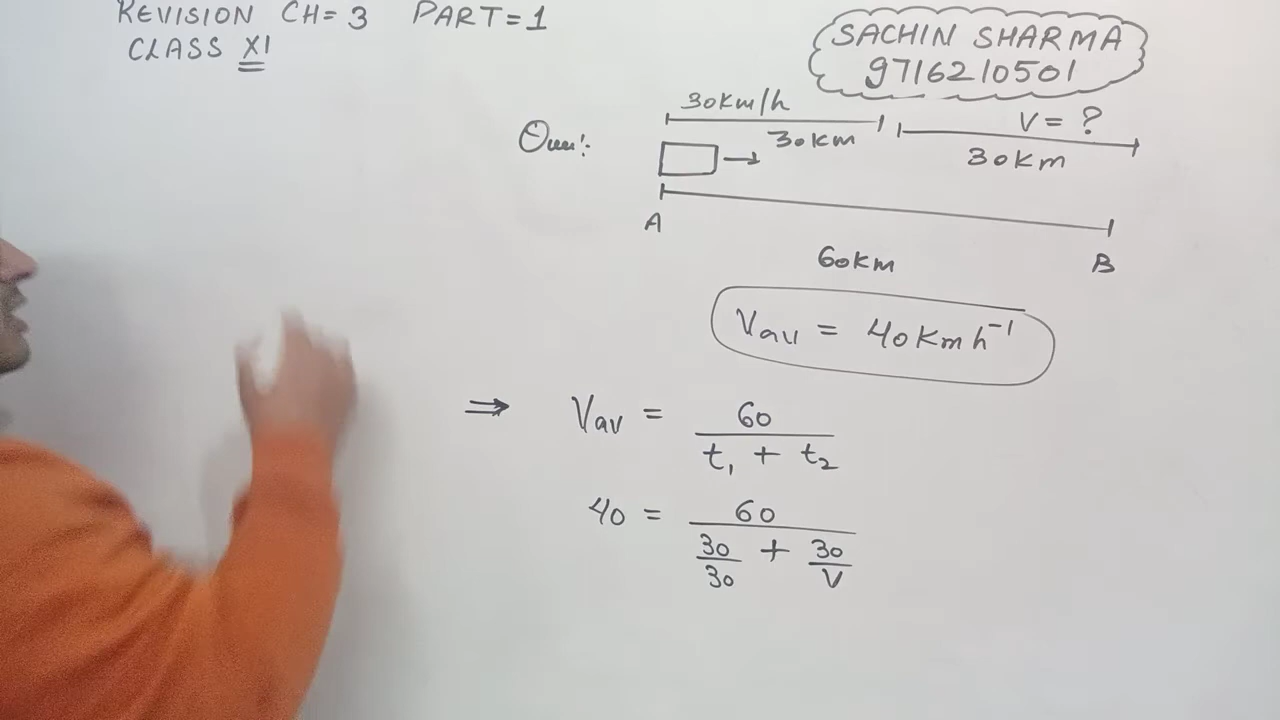 REVISION CH= 3 PART=1
CLASS XI
SACHIN SHARMA
9716210501
30km/h
30km
V= ?
30km
Ques:
A
B
60km
Vav = 40kmh⁻¹
⇒ Vav = 60 / t₁ + t₂
40 = 60 / 30/30 + 30/V